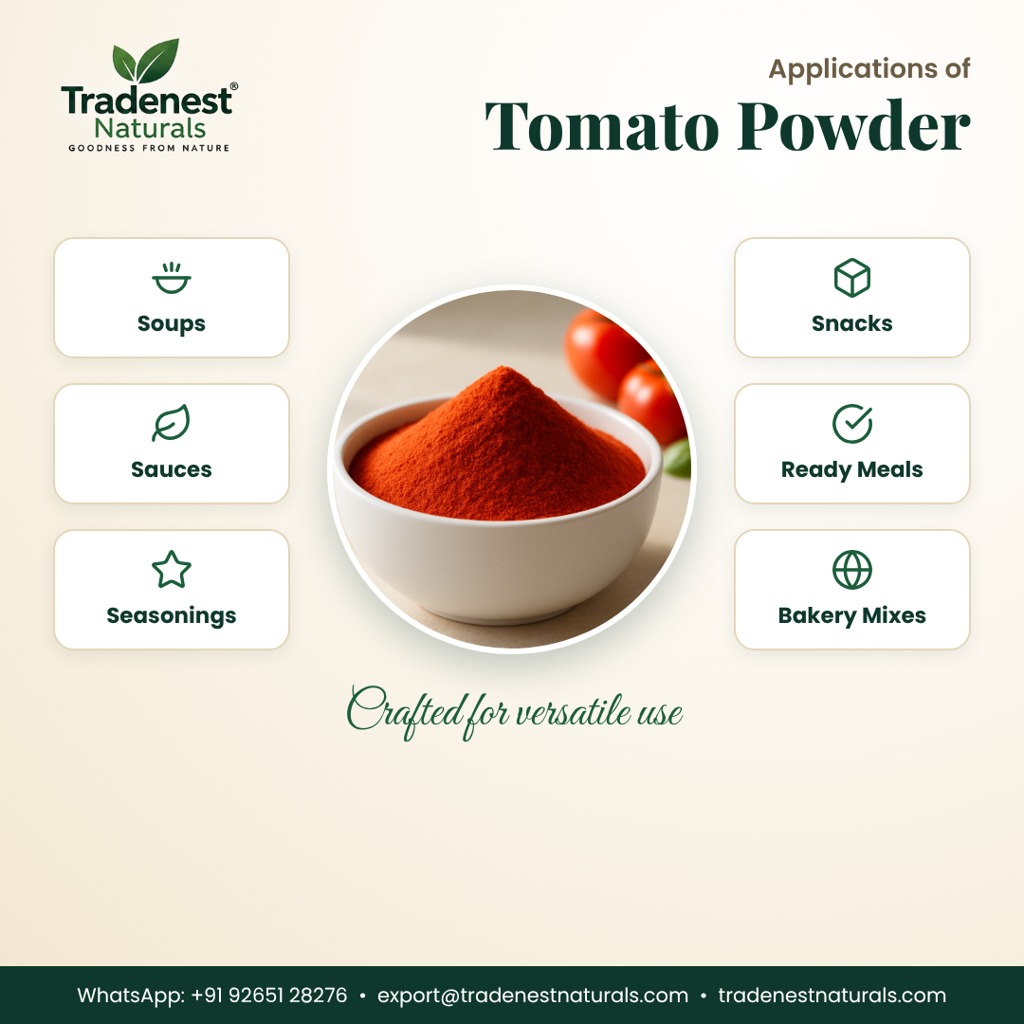 Tradenest®
Naturals
GOODNESS FROM NATURE
Applications of
Tomato Powder
Soups
Sauces
Seasonings
Snacks
Ready Meals
Bakery Mixes
Crafted for versatile use
WhatsApp: +91 92651 28276 • export@tradenestnaturals.com • tradenestnaturals.com